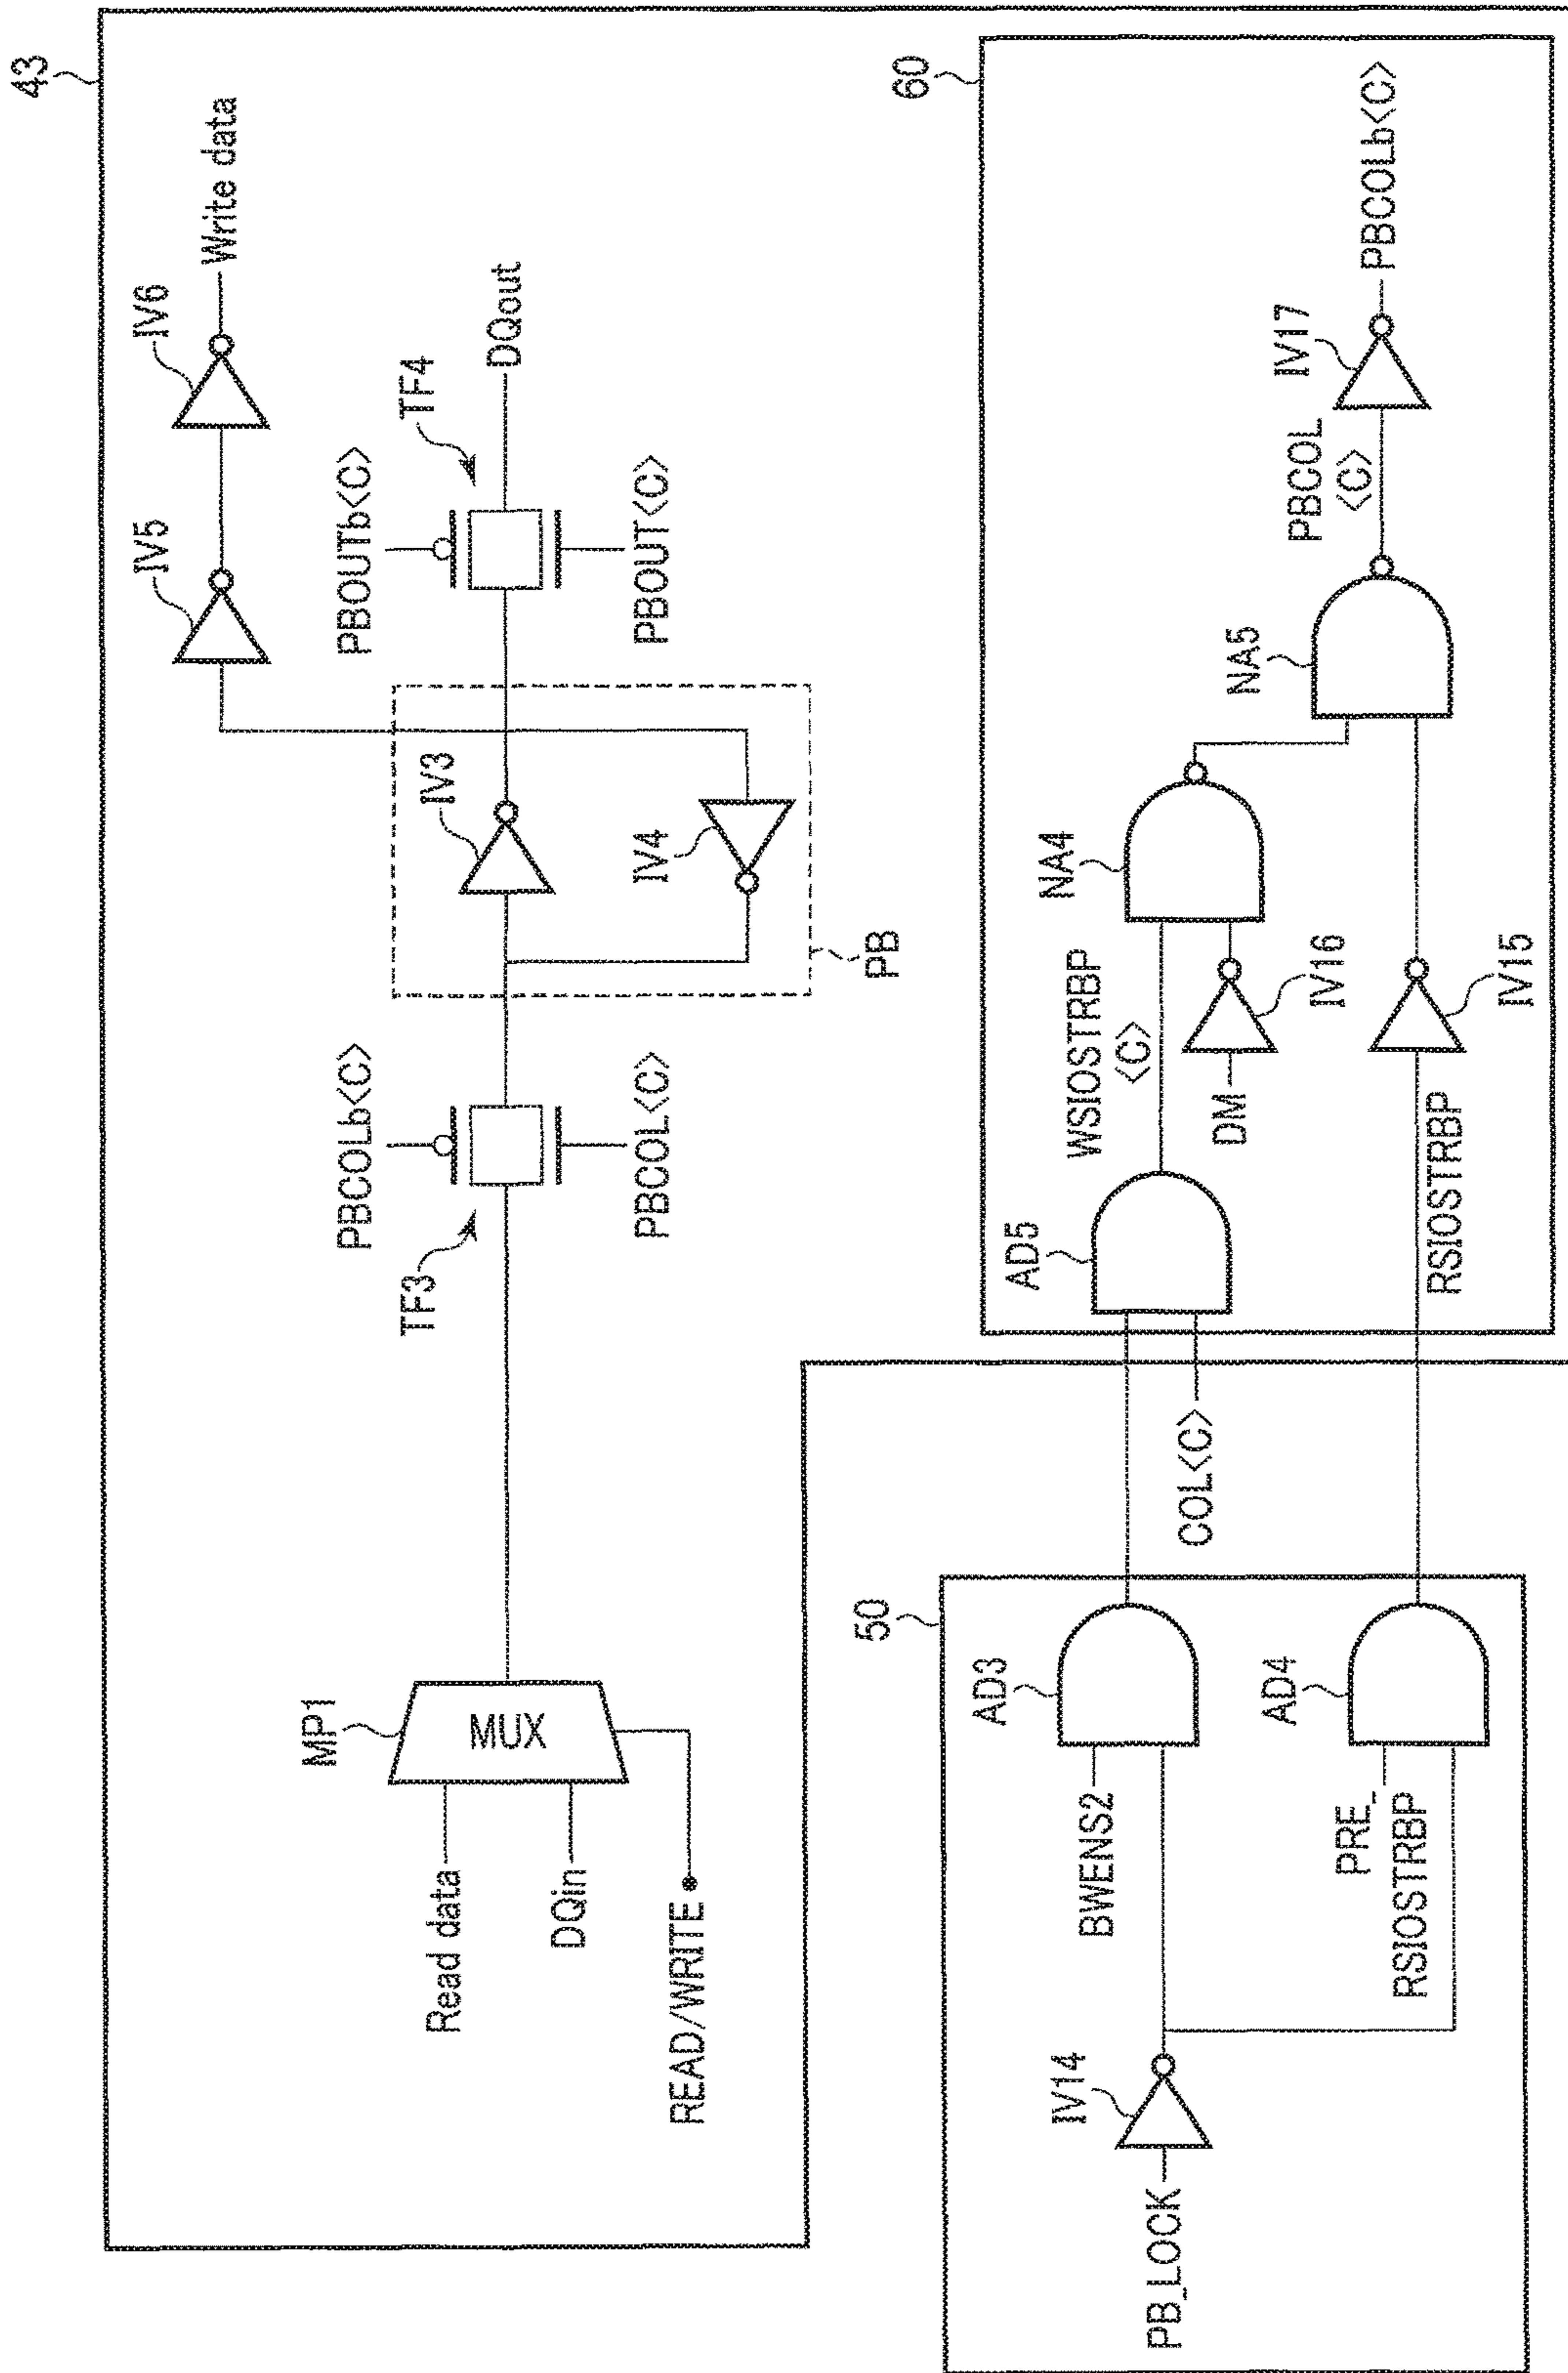 43
MP1
MUX
Read data
DQin
READ/WRITE
TF3
PBCOLb<C>
PBCOL<C>
PB
IV3
IV4
IV5
IV6
Write data
PBOUTb<C>
PBOUT<C>
TF4
DQout
50
PB_LOCK
IV14
BWENS2
AD3
PRE_
RSIOSTRBP
AD4
COL<C>
60
AD5
WSIOSTRBP
<C>
DM
IV16
RSIOSTRBP
IV15
NA4
NA5
PBCOL
<C>
IV17
PBCOLb<C>